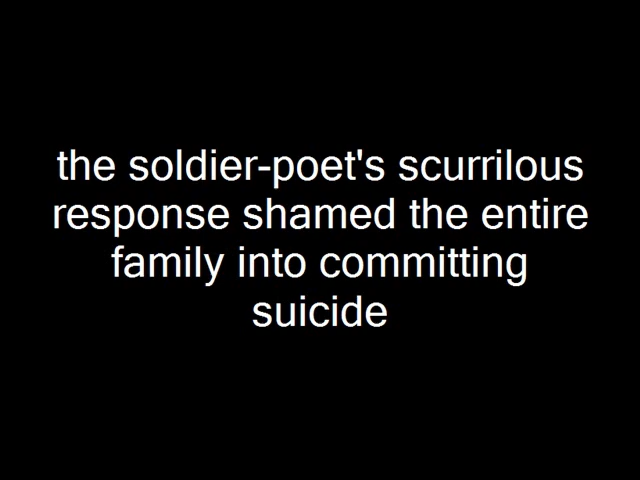 the soldier-poet's scurrilous
response shamed the entire
family into committing
suicide